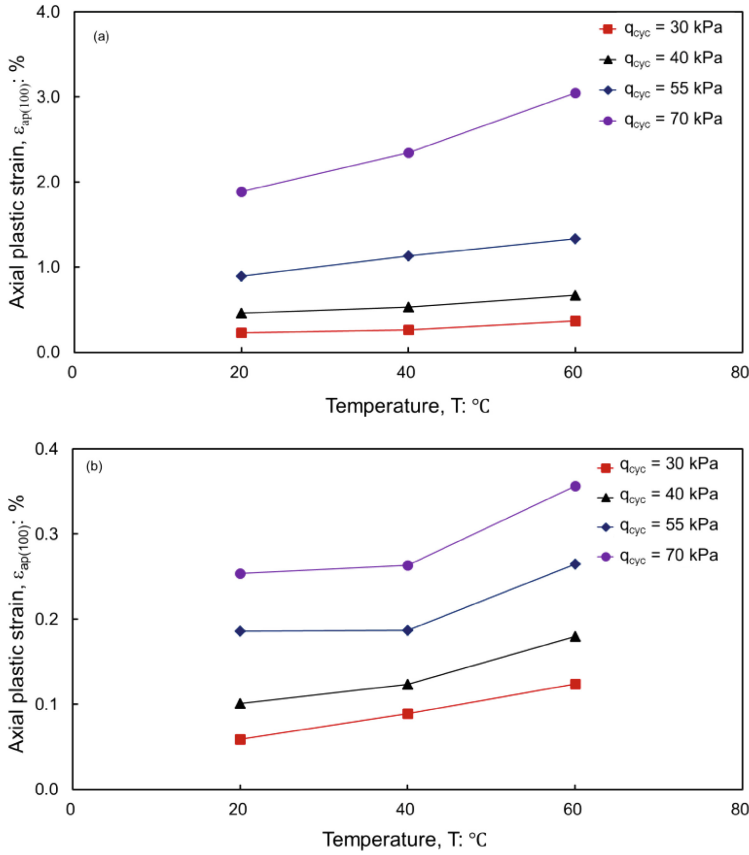 (a)
q_cyc = 30 kPa
q_cyc = 40 kPa
q_cyc = 55 kPa
q_cyc = 70 kPa
Axial plastic strain, ε_ap(100): %
4.0
3.0
2.0
1.0
0.0
0 20 40 60 80
Temperature, T: °C
(b)
q_cyc = 30 kPa
q_cyc = 40 kPa
q_cyc = 55 kPa
q_cyc = 70 kPa
Axial plastic strain, ε_ap(100): %
0.4
0.3
0.2
0.1
0.0
0 20 40 60 80
Temperature, T: °C